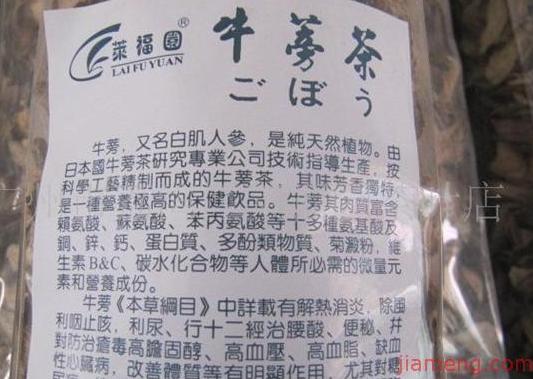 萊福園®
LAI FU YUAN
牛蒡茶
ごぼう
牛蒡，又名白肌人參，是純天然植物。由
日本國牛蒡茶研究專業公司技術指導生產，按
科學工藝精制而成的牛蒡茶，其味芳香獨特，
是一種營養極高的保健飲品。牛蒡其肉質富含
賴氨酸、蘇氨酸、苯丙氨酸等十多種氨基酸及
鋼、鋅、鈣、蛋白質、多酚類物質、菊澱粉，維
生素B&C、碳水化合物等人體所必需的微量元
素和營養成份。
牛蒡《本草綱目》中詳載有解熱消炎，除風
利咽止咳，利尿、行十二經治腰酸、便秘，并
對防治瘡毒高膽固醇、高血壓、高血脂、缺血
性心臟病，改善體質等有明顯作用
尤其對糖
店
jiameng.com